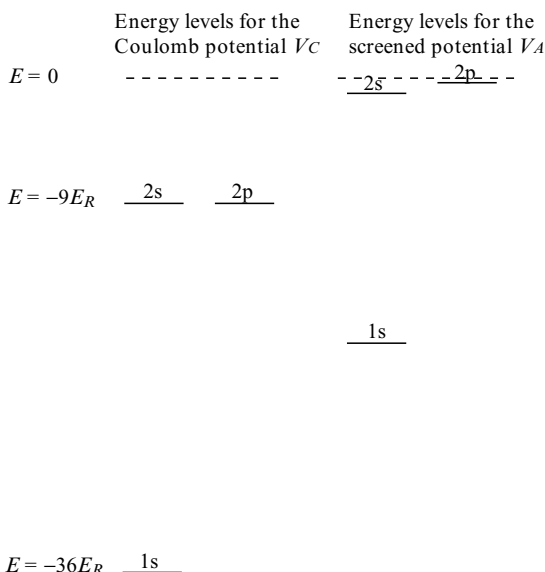 Energy levels for the Coulomb potential VC
Energy levels for the screened potential VA
E = 0
2s
2p
E = –9ER
2s
2p
1s
E = –36ER
1s